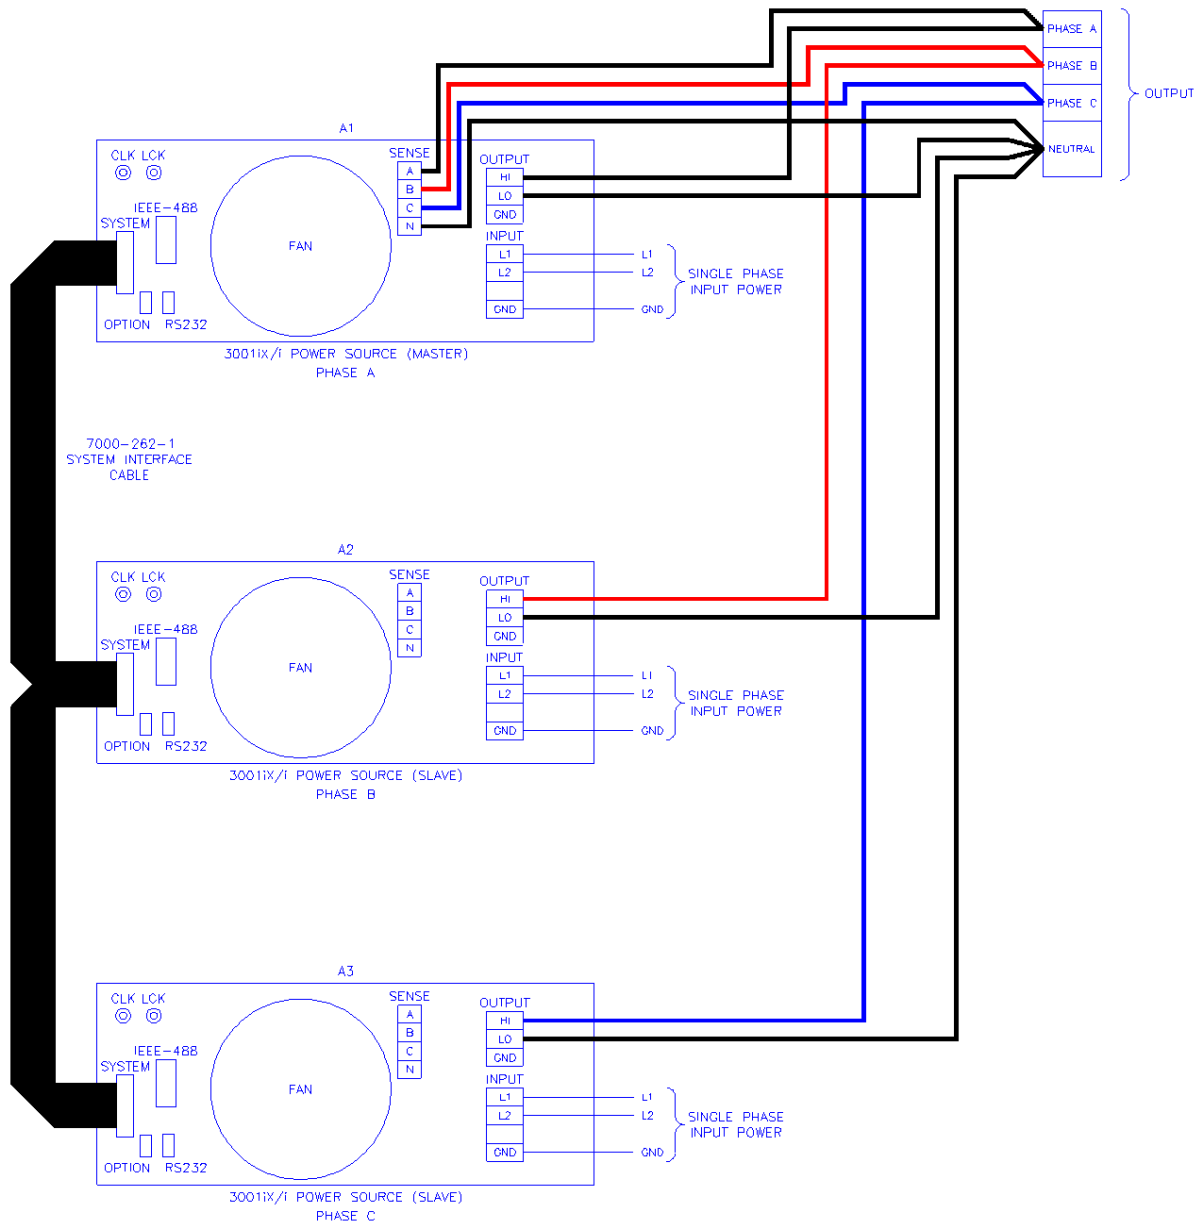 PHASE A
PHASE B
PHASE C
NEUTRAL
OUTPUT
A1
CLK LCK
SENSE
A
B
C
N
OUTPUT
HI
LO
GND
IEEE-488
SYSTEM
FAN
INPUT
L1
L2
GND
L1
L2
GND
SINGLE PHASE
INPUT POWER
OPTION RS232
3001iX/i POWER SOURCE (MASTER)
PHASE A
7000-262-1
SYSTEM INTERFACE
CABLE
A2
CLK LCK
SENSE
A
B
C
N
OUTPUT
HI
LO
GND
IEEE-488
SYSTEM
FAN
INPUT
L1
L2
GND
L1
L2
GND
SINGLE PHASE
INPUT POWER
OPTION RS232
3001iX/i POWER SOURCE (SLAVE)
PHASE B
A3
CLK LCK
SENSE
A
B
C
N
OUTPUT
HI
LO
GND
IEEE-488
SYSTEM
FAN
INPUT
L1
L2
GND
L1
L2
GND
SINGLE PHASE
INPUT POWER
OPTION RS232
3001iX/i POWER SOURCE (SLAVE)
PHASE C